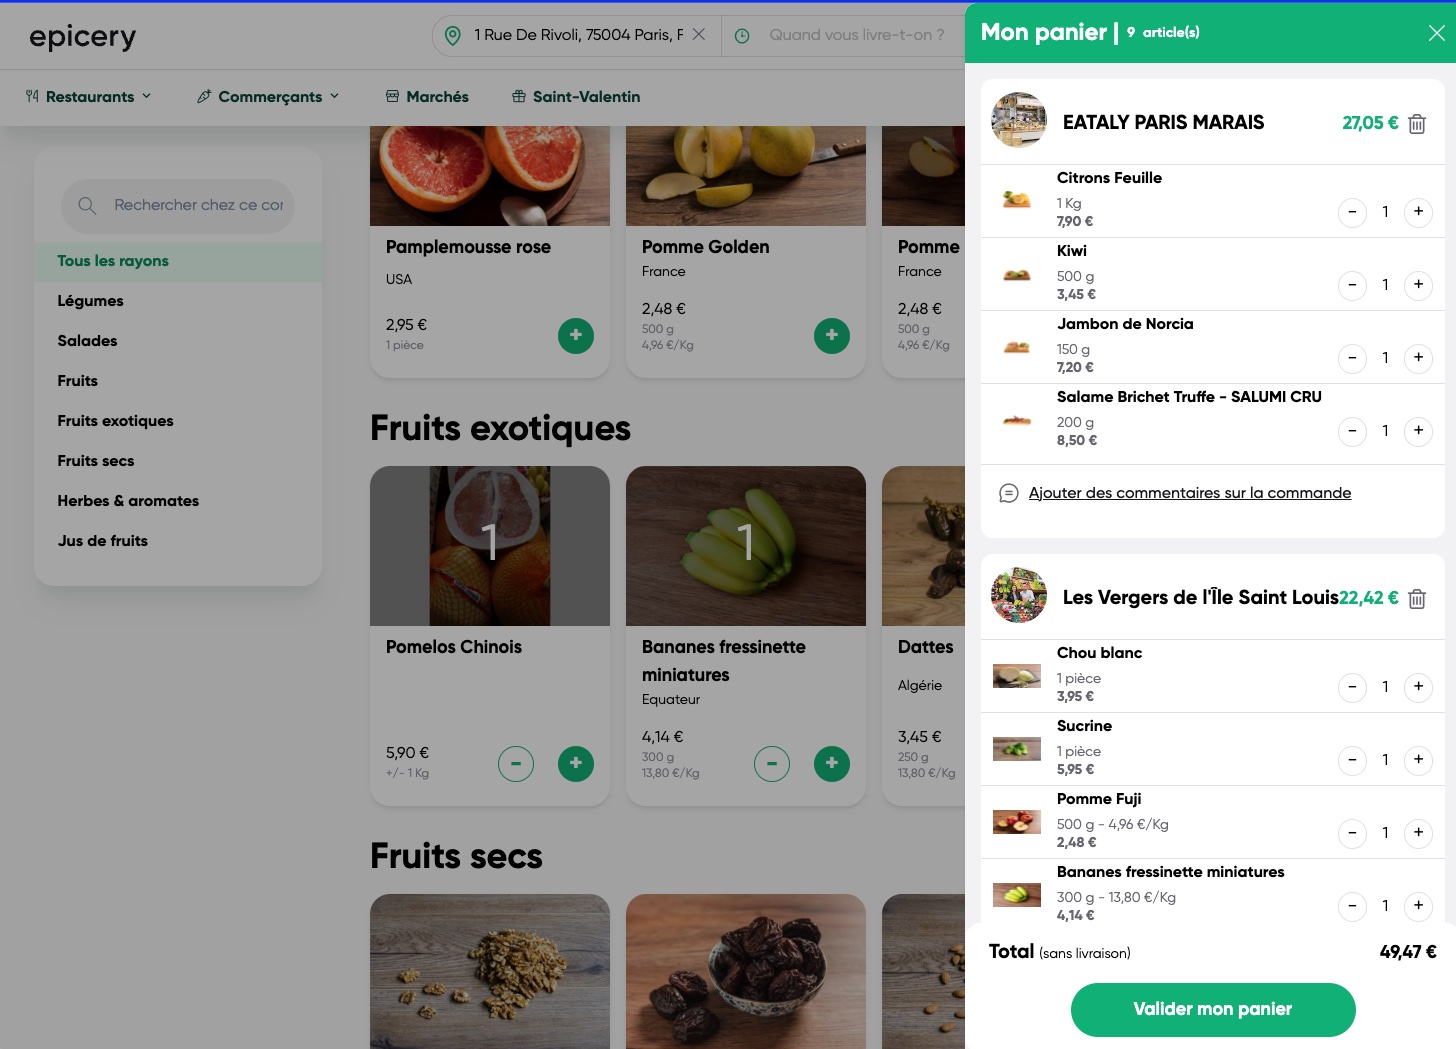 epicery
1 Rue De Rivoli, 75004 Paris, F
Quand vous livre-t-on ?
Restaurants
Commerçants
Marchés
Saint-Valentin
Rechercher chez ce cor
Tous les rayons
Légumes
Salades
Fruits
Fruits exotiques
Fruits secs
Herbes & aromates
Jus de fruits
Pamplemousse rose
USA
2,95 €
1 pièce
+
Pomme Golden
France
2,48 €
500 g
4,96 €/Kg
+
Pomme
France
2,48 €
500 g
4,96 €/Kg
Fruits exotiques
1
Pomelos Chinois
5,90 €
+/- 1 Kg
- +
1
Bananes fressinette
miniatures
Equateur
4,14 €
300 g
13,80 €/Kg
- +
Dattes
Algérie
3,45 €
250 g
13,80 €/Kg
Fruits secs
Mon panier | 9 article(s)
EATALY PARIS MARAIS 27,05 €
Citrons Feuille
1 Kg
7,90 €
- 1 +
Kiwi
500 g
3,45 €
- 1 +
Jambon de Norcia
150 g
7,20 €
- 1 +
Salame Brichet Truffe - SALUMI CRU
200 g
8,50 €
- 1 +
Ajouter des commentaires sur la commande
Les Vergers de l'Île Saint Louis 22,42 €
Chou blanc
1 pièce
3,95 €
- 1 +
Sucrine
1 pièce
5,95 €
- 1 +
Pomme Fuji
500 g - 4,96 €/Kg
2,48 €
- 1 +
Bananes fressinette miniatures
300 g - 13,80 €/Kg
4,14 €
- 1 +
Total (sans livraison) 49,47 €
Valider mon panier